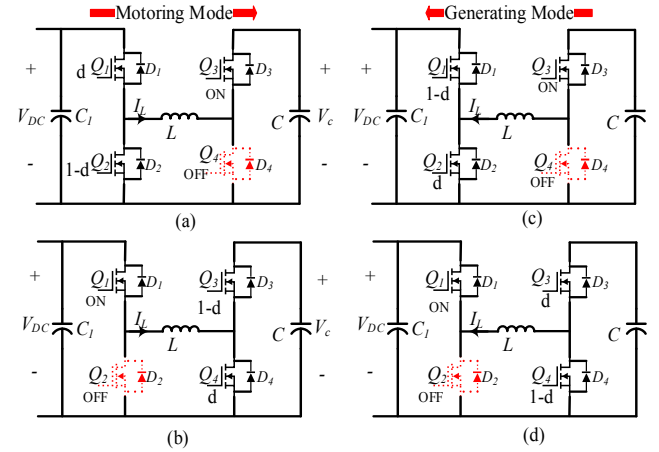 Motoring Mode
Generating Mode
+ Q1 D1 Q3 D3 +
d ON
VDC C1 IL L C Vc
Q2 D2 Q4 D4
- 1-d OFF -
(a)
+ Q1 D1 Q3 D3
1-d ON
VDC C1 IL L C
Q2 D2 Q4 D4
- d OFF
(c)
+ Q1 D1 Q3 D3 +
ON 1-d
VDC C1 IL L C Vc
Q2 D2 Q4 D4
- OFF d -
(b)
+ Q1 D1 Q3 D3
ON d
VDC C1 IL L C
Q2 D2 Q4 D4
- OFF 1-d
(d)